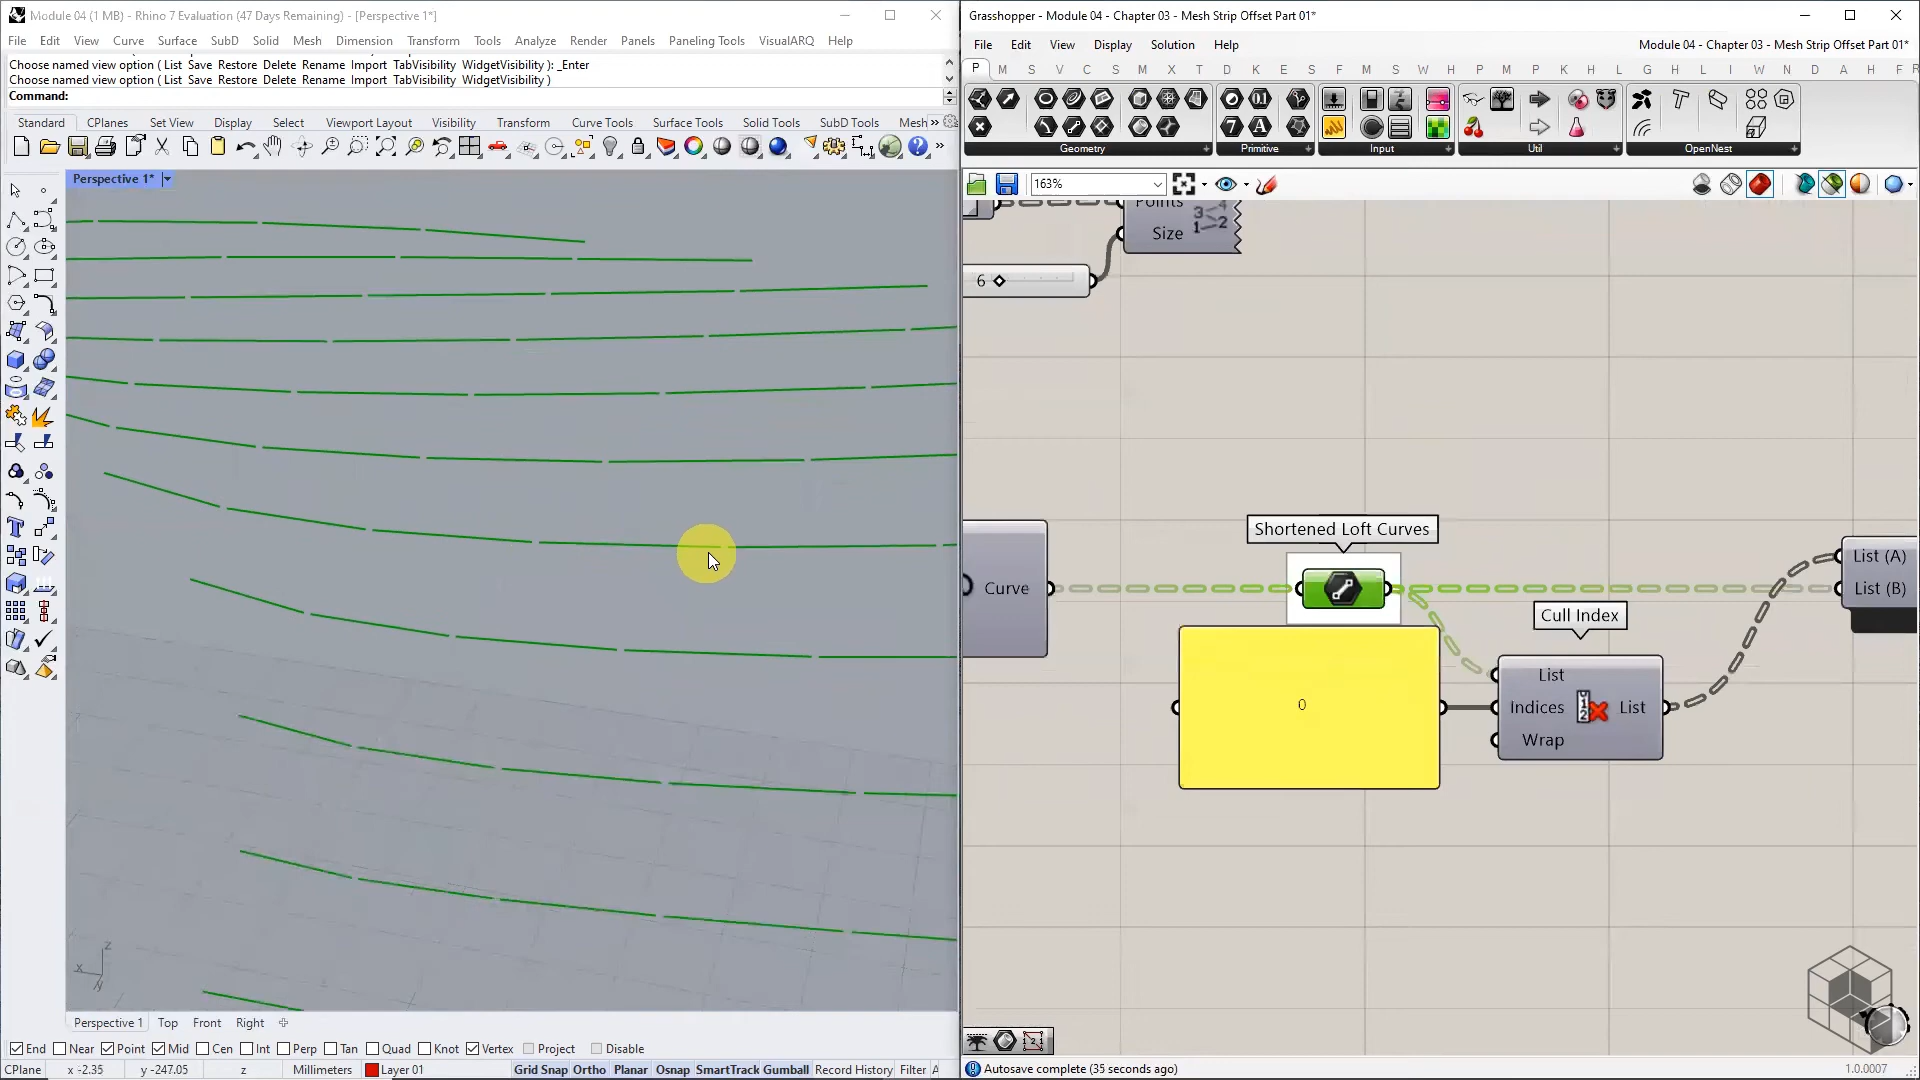 Module 04 (1 MB) - Rhino 7 Evaluation (47 Days Remaining) - [Perspective 1*]
File Edit View Curve Surface SubD Solid Mesh Dimension Transform Tools Analyze Render Panels Paneling Tools VisualARQ Help
Choose named view option ( List Save Restore Delete Rename Import TabVisibility WidgetVisibility ): _Enter
Choose named view option ( List Save Restore Delete Rename Import TabVisibility WidgetVisibility )
Command:
Standard CPlanes Set View Display Select Viewport Layout Visibility Transform Curve Tools Surface Tools Solid Tools SubD Tools Mesh »
Perspective 1*
z
x
y
Perspective 1 Top Front Right
End Near Point Mid Cen Int Perp Tan Quad Knot Vertex Project Disable
CPlane x -2.35 y -247.05 z Millimeters Layer 01 Grid Snap Ortho Planar Osnap SmartTrack Gumball Record History Filter A
Grasshopper - Module 04 - Chapter 03 - Mesh Strip Offset Part 01*
File Edit View Display Solution Help
Module 04 - Chapter 03 - Mesh Strip Offset Part 01*
P M S V C S M X T D K E S F M S W H L S P M P F K B H L G H L I W N D A H F R
Geometry Primitive Input Util OpenNest
163%
Points
Size
3 4
1 2
6
Curve
Shortened Loft Curves
List (A)
List (B)
Cull Index
0
List
Indices
Wrap
List
Autosave complete (35 seconds ago)
1.0.0007